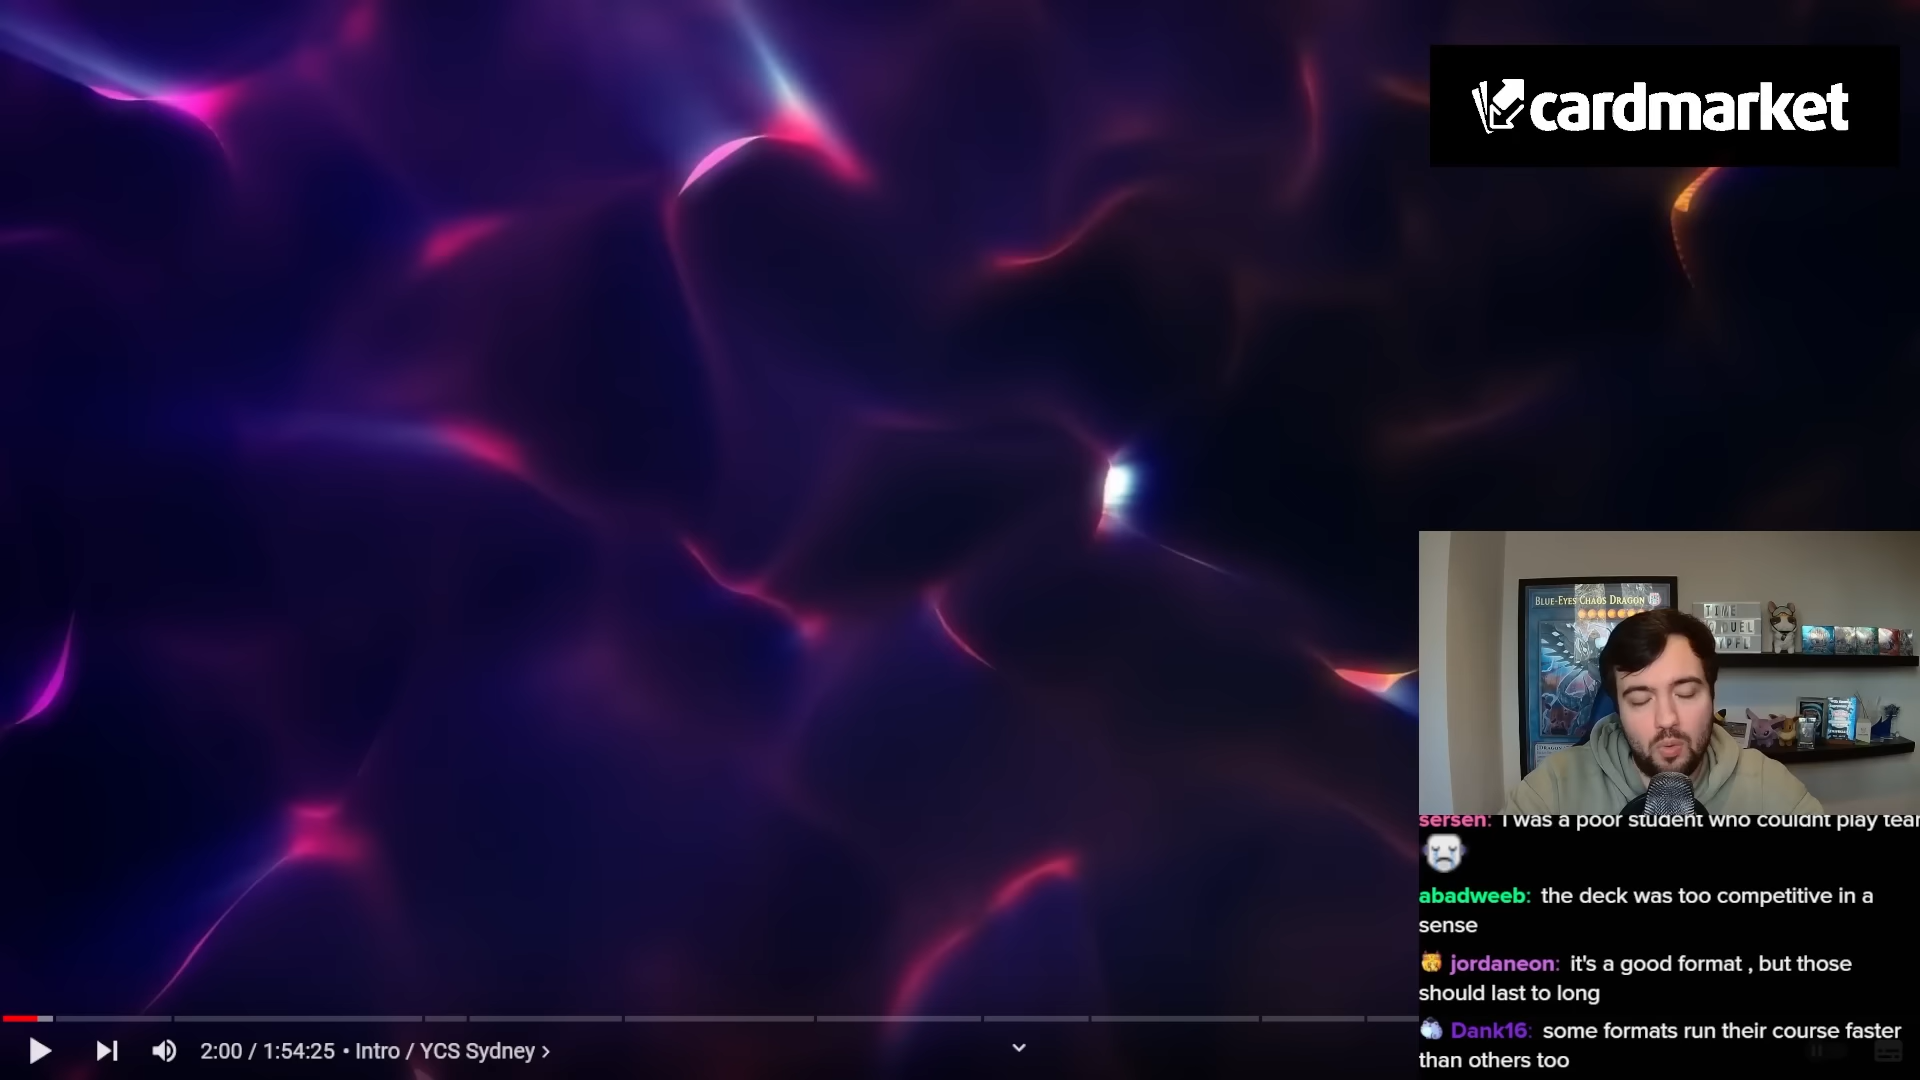 cardmarket
BLUE-EYES CHAOS DRAGON
TIME
sersen: I was a poor student who couldnt play tear
abadweeb: the deck was too competitive in a
sense
jordaneon: it's a good format , but those
should last to long
Dank16: some formats run their course faster
than others too
2:00 / 1:54:25 • Intro / YCS Sydney ›